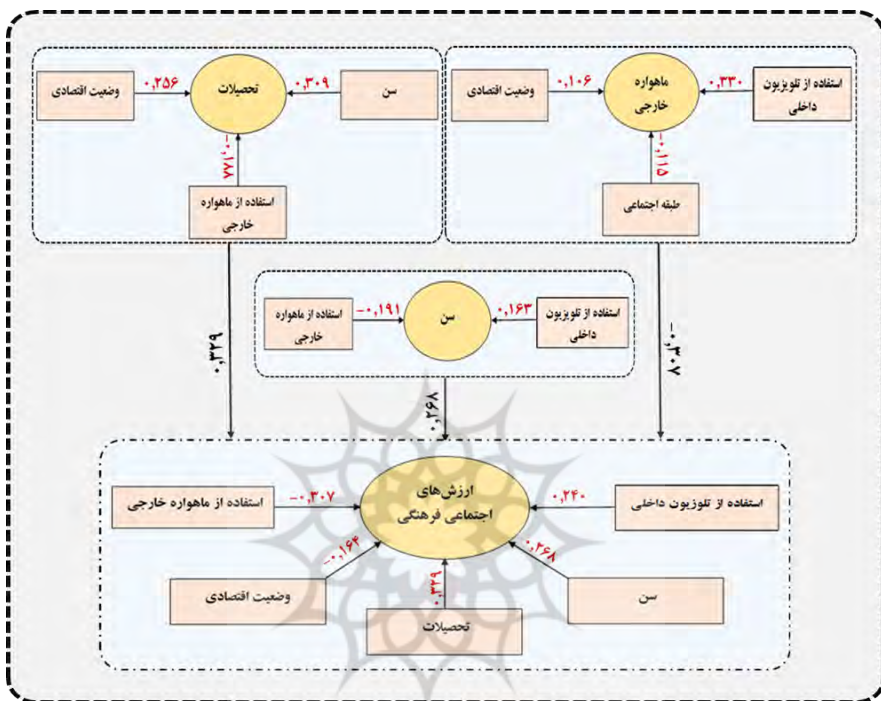 استفاده از تلویزیون
داخلی
۰,۳۳۰
ماهواره
خارجی
۰,۱۰۶
وضعیت اقتصادی
-۰,۱۱۵
طبقه اجتماعی
سن
۰,۳۰۹
تحصیلات
۰,۲۵۶
وضعیت اقتصادی
-۰,۱۷۷
استفاده از ماهواره
خارجی
استفاده از تلویزیون
داخلی
۰,۱۶۳
سن
-۰,۱۹۱
استفاده از ماهواره
خارجی
-۰,۳۰۷
۰,۲۶۸
۰,۳۲۹
ارزش‌های
اجتماعی فرهنگی
استفاده از تلوزیون داخلی
۰,۲۴۰
-۰,۳۰۷
استفاده از ماهواره خارجی
سن
۰,۲۶۸
۰,۳۲۹
تحصیلات
-۰,۱۶۴
وضعیت اقتصادی